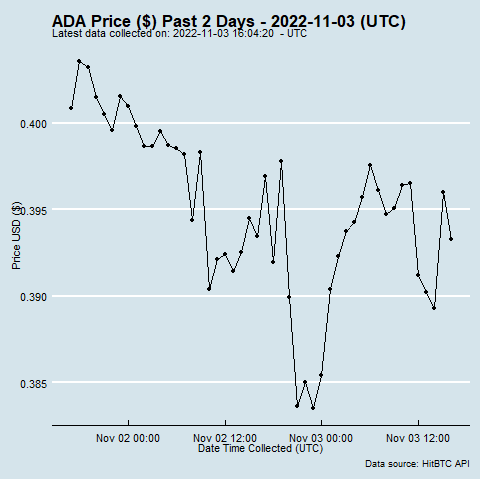 ADA Price ($) Past 2 Days - 2022-11-03 (UTC)
Latest data collected on: 2022-11-03 16:04:20 - UTC
Price USD ($)
0.400
0.395
0.390
0.385
Nov 02 00:00 Nov 02 12:00 Nov 03 00:00 Nov 03 12:00
Date Time Collected (UTC)
Data source: HitBTC API